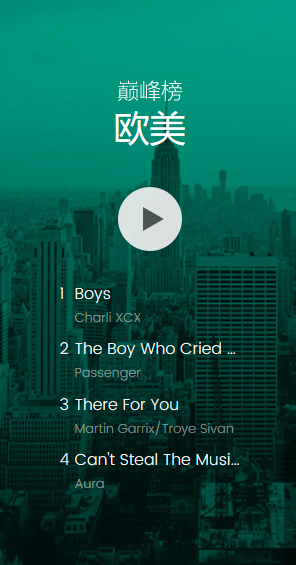 巅峰榜
欧美
1 Boys
Charli XCX
2 The Boy Who Cried ...
Passenger
3 There For You
Martin Garrix/Troye Sivan
4 Can't Steal The Musi...
Aura